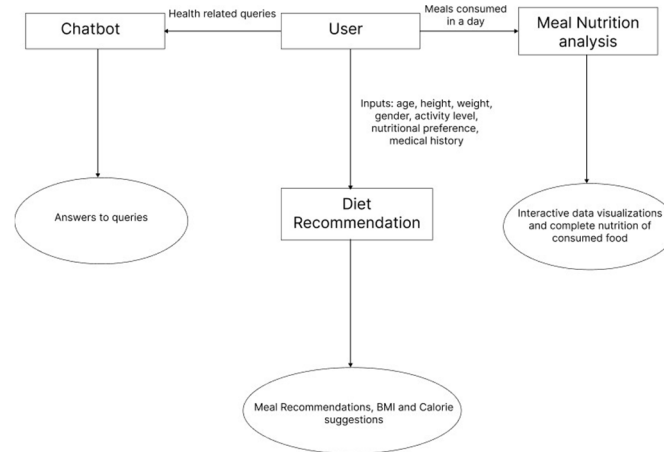 Health related queries
Meals consumed
in a day
Chatbot
User
Meal Nutrition
analysis
Inputs: age, height, weight,
gender, activity level,
nutritional preference,
medical history
Diet
Recommendation
Answers to queries
Interactive data visualizations
and complete nutrition of
consumed food
Meal Recommendations, BMI and Calorie
suggestions